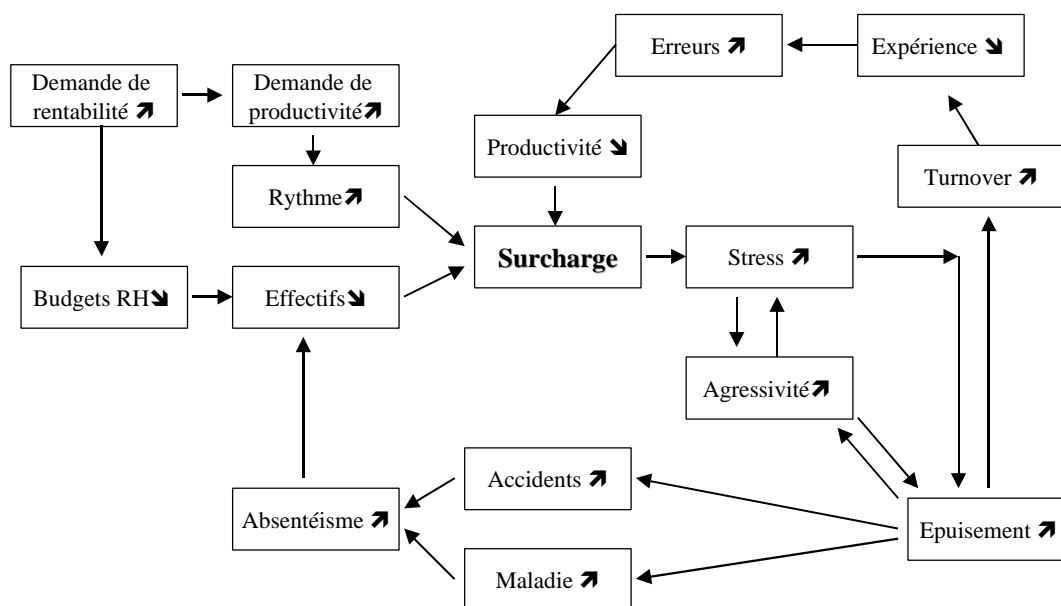 Erreurs ⬈
Expérience ⬊
Demande de
rentabilité ⬈
Demande de
productivité⬈
Productivité ⬊
Turnover ⬈
Rythme⬈
Surcharge
Stress ⬈
Budgets RH⬊
Effectifs⬊
Agressivité⬈
Accidents ⬈
Absentéisme ⬈
Epuisement ⬈
Maladie ⬈